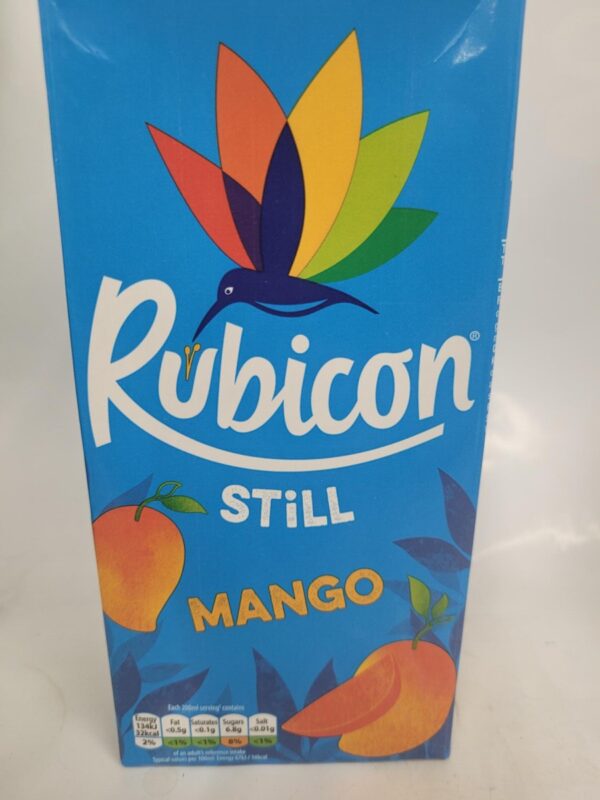 Rubicon®
STiLL
MANGO
Each 200ml serving contains
Energy Fat Saturates Sugars Salt
134kJ <0.5g <0.1g 6.8g <0.01g
32kcal
2% <1% <1% 8% <1%
of an adult's reference intake
Typical values per 100ml: Energy 67kJ/16kcal